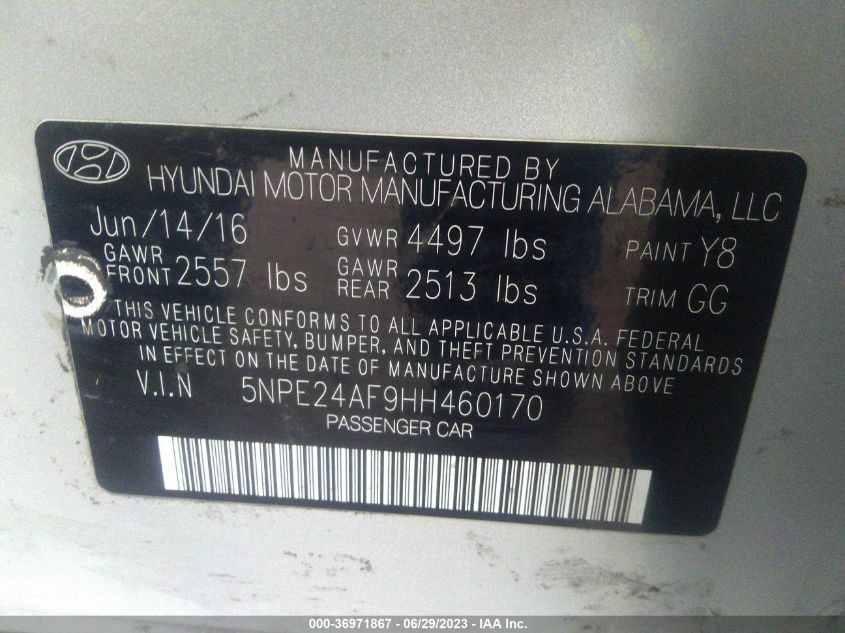 MANUFACTURED BY
HYUNDAI MOTOR MANUFACTURING ALABAMA, LLC
Jun/14/16 GVWR 4497 lbs PAINT Y8
GAWR FRONT 2557 lbs GAWR REAR 2513 lbs TRIM GG
THIS VEHICLE CONFORMS TO ALL APPLICABLE U.S.A. FEDERAL
MOTOR VEHICLE SAFETY, BUMPER, AND THEFT PREVENTION STANDARDS
IN EFFECT ON THE DATE OF MANUFACTURE SHOWN ABOVE
V.I.N 5NPE24AF9HH460170
PASSENGER CAR
000-36971867 - 06/29/2023 - IAA Inc.